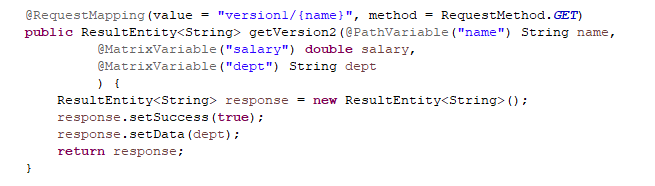 @RequestMapping(value = "version1/{name}", method = RequestMethod.GET)
public ResultEntity<String> getVersion2(@PathVariable("name") String name,
@MatrixVariable("salary") double salary,
@MatrixVariable("dept") String dept
) {
ResultEntity<String> response = new ResultEntity<String>();
response.setSuccess(true);
response.setData(dept);
return response;
}